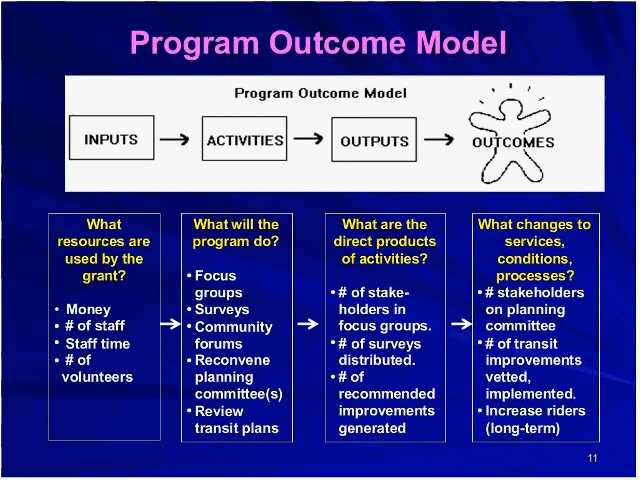 Program Outcome Model
Program Outcome Model
INPUTS
ACTIVITIES
OUTPUTS
OUTCOMES
What
resources are
used by the
grant?
• Money
• # of staff
• Staff time
• # of
volunteers
What will the
program do?
• Focus
groups
• Surveys
• Community
forums
• Reconvene
planning
committee(s)
• Review
transit plans
What are the
direct products
of activities?
• # of stake-
holders in
focus groups.
• # of surveys
distributed.
• # of
recommended
improvements
generated
What changes to
services,
conditions,
processes?
• # stakeholders
on planning
committee
• # of transit
improvements
vetted,
implemented.
• Increase riders
(long-term)
11